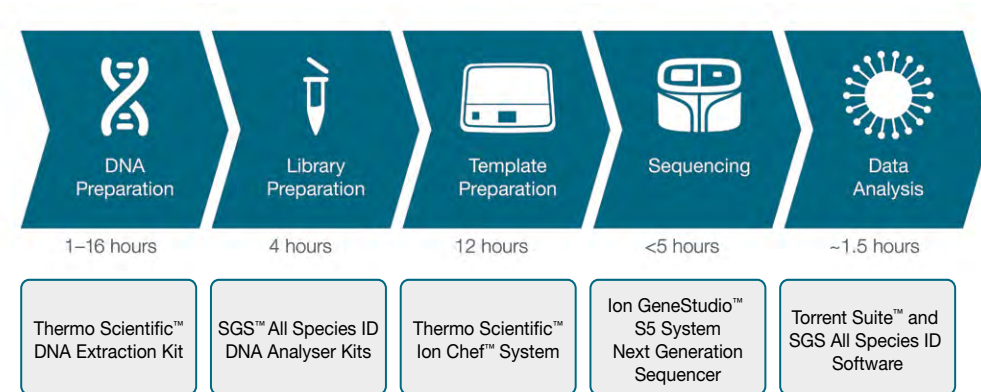 DNA
Preparation
Library
Preparation
Template
Preparation
Sequencing
Data
Analysis
1–16 hours
4 hours
12 hours
<5 hours
~1.5 hours
Thermo Scientific™
DNA Extraction Kit
SGS™ All Species ID
DNA Analyser Kits
Thermo Scientific™
Ion Chef™ System
Ion GeneStudio™
S5 System
Next Generation
Sequencer
Torrent Suite™ and
SGS All Species ID
Software